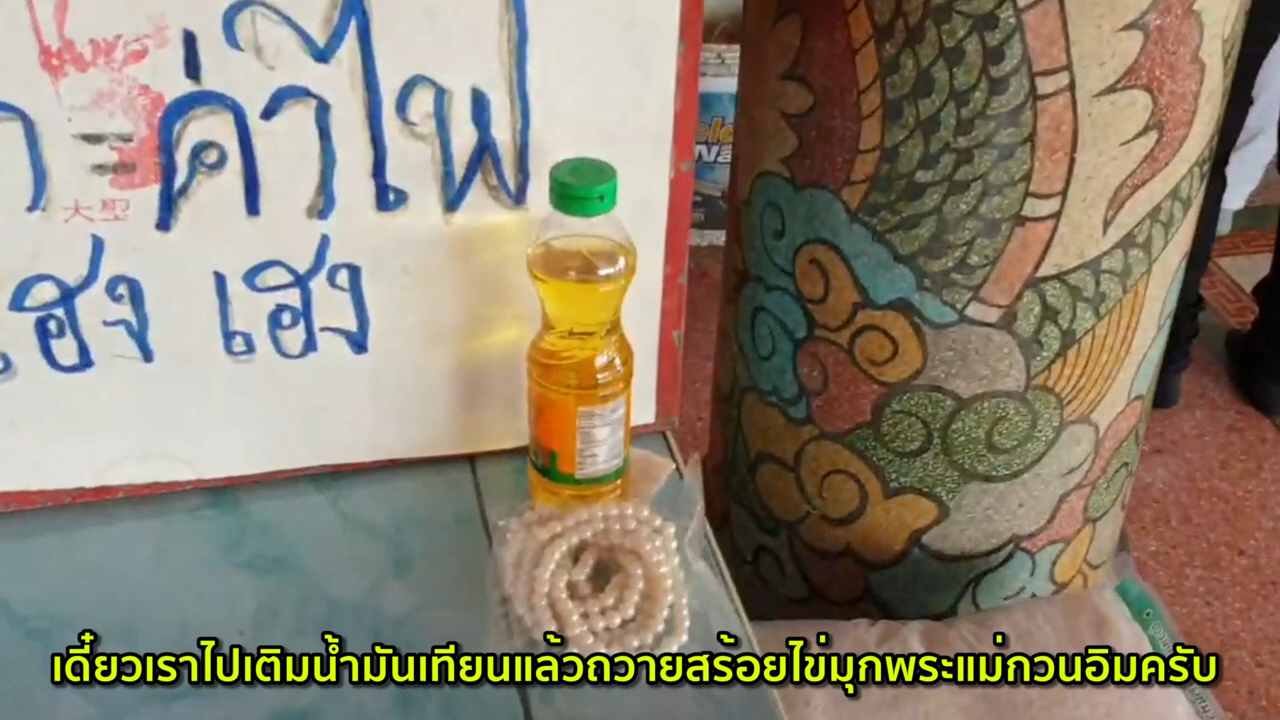 ค่าไฟ
大聖
เฮง เฮง
เดี๋ยวเราไปเติมน้ำมันเทียนแล้วถวายสร้อยไข่มุกพระแม่กวนอิมครับ